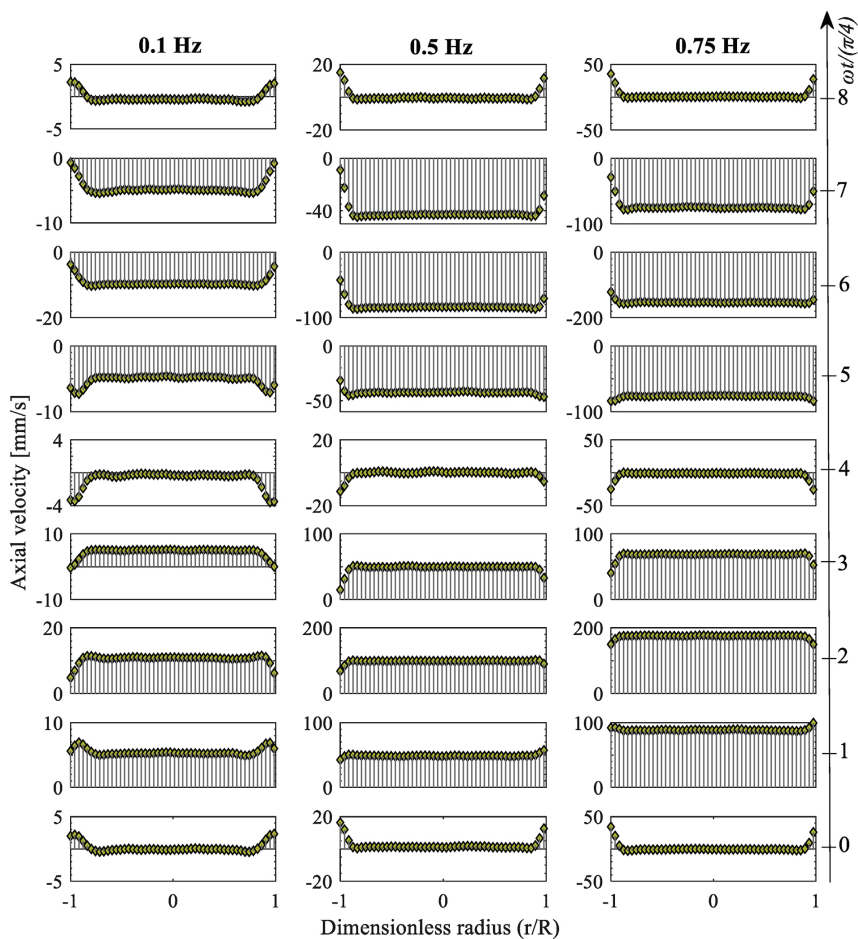 0.1 Hz 0.5 Hz 0.75 Hz
ωt/(π/4)
5 20 50
8
-5 -20 -50
0 0 0
7
-10 -40 -100
0 0 0
6
-20 -100 -200
0 0 0
5
-10 -50 -100
4 20 50
4
-4 -20 -50
10 100 100
3
-10 0 0
20 200 200
2
0 0 0
10 100 100
1
0 0 0
5 20 50
0
-5 -20 -50
-1 0 1 -1 0 1 -1 0 1
Axial velocity [mm/s]
Dimensionless radius (r/R)